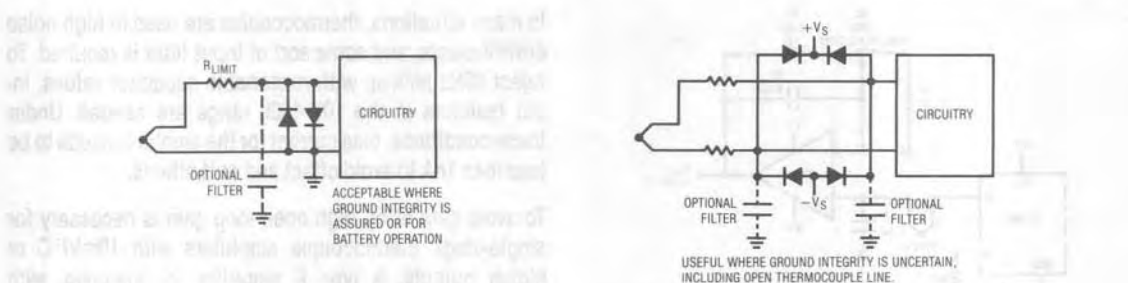 R_LIMIT
CIRCUITRY
OPTIONAL
FILTER
ACCEPTABLE WHERE
GROUND INTEGRITY IS
ASSURED OR FOR
BATTERY OPERATION
+V_S
CIRCUITRY
-V_S
OPTIONAL
FILTER
OPTIONAL
FILTER
USEFUL WHERE GROUND INTEGRITY IS UNCERTAIN,
INCLUDING OPEN THERMOCOUPLE LINE.